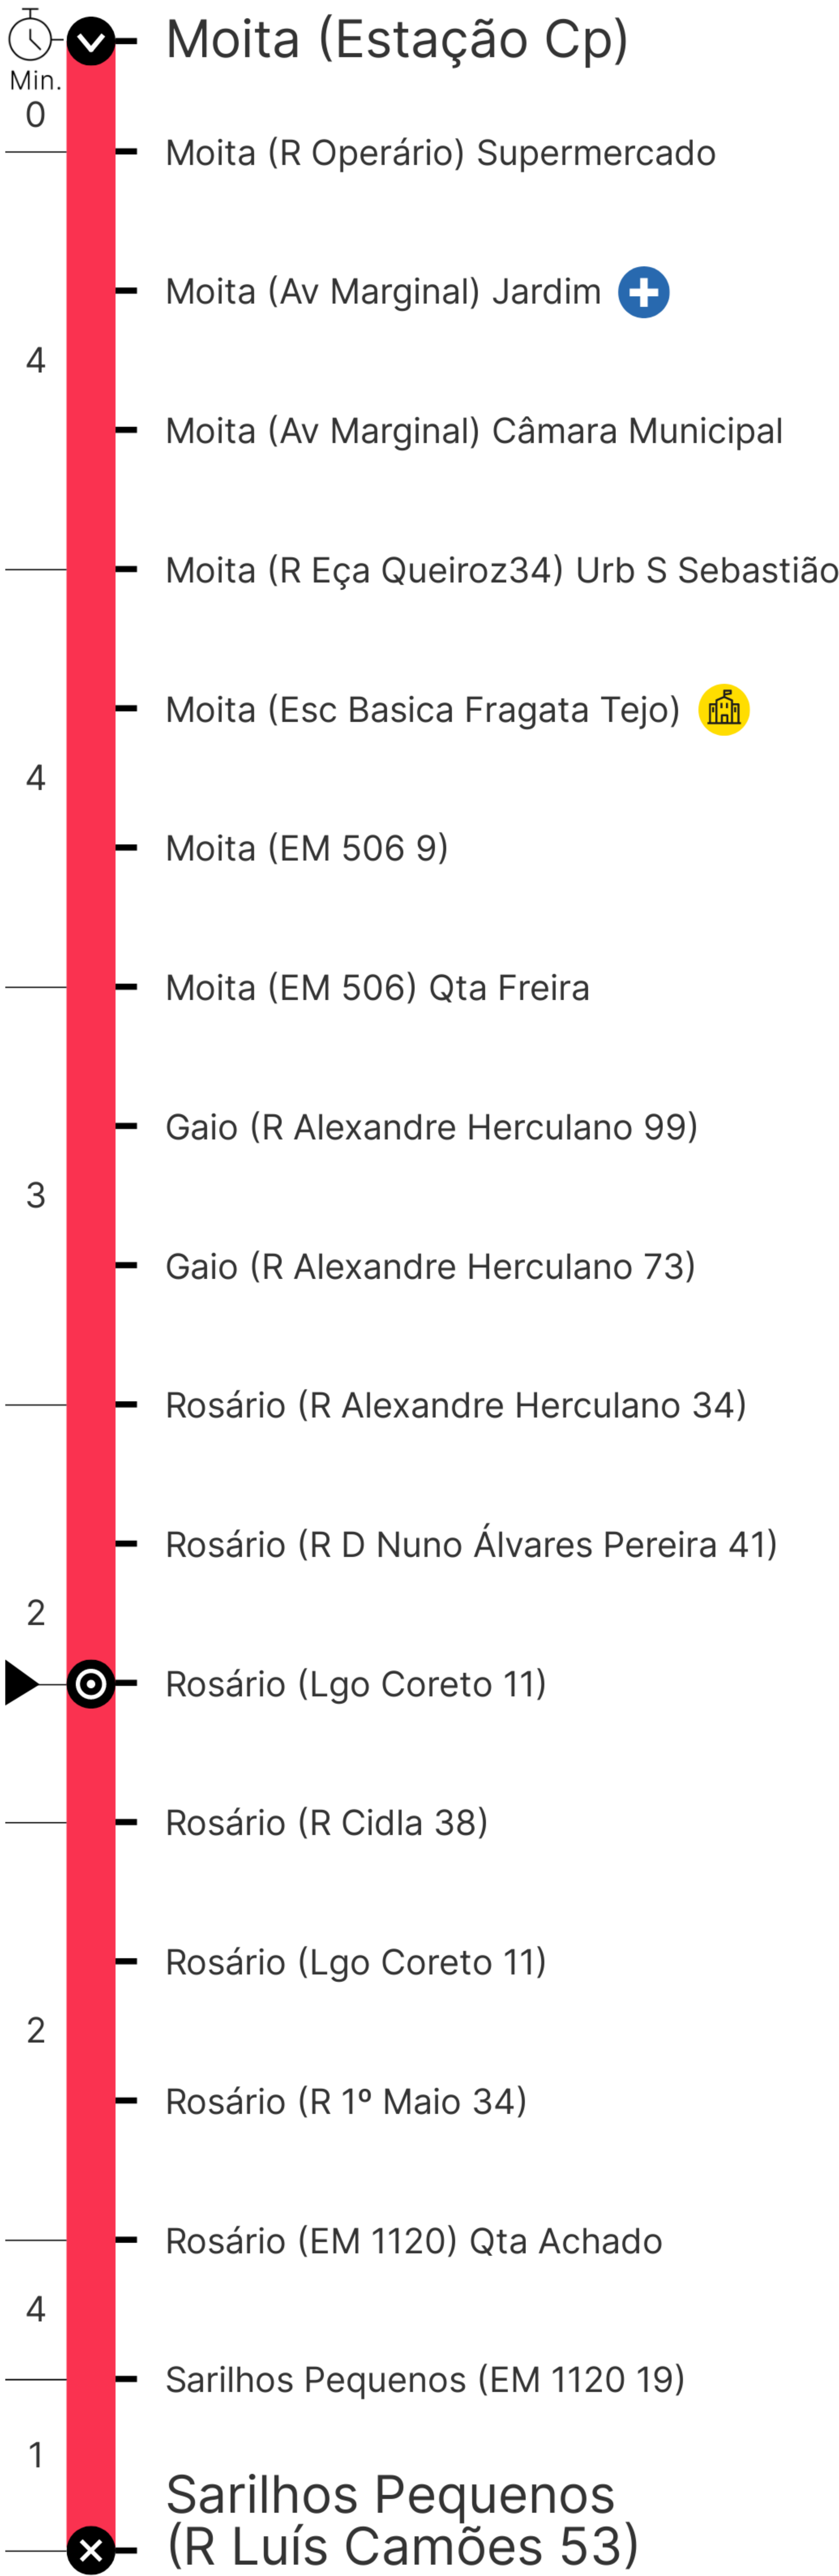 Moita (Estação Cp)
Min.
0
Moita (R Operário) Supermercado
Moita (Av Marginal) Jardim
4
Moita (Av Marginal) Câmara Municipal
Moita (R Eça Queiroz34) Urb S Sebastião
Moita (Esc Basica Fragata Tejo)
4
Moita (EM 506 9)
Moita (EM 506) Qta Freira
Gaio (R Alexandre Herculano 99)
3
Gaio (R Alexandre Herculano 73)
Rosário (R Alexandre Herculano 34)
Rosário (R D Nuno Álvares Pereira 41)
2
Rosário (Lgo Coreto 11)
Rosário (R Cidla 38)
Rosário (Lgo Coreto 11)
2
Rosário (R 1º Maio 34)
Rosário (EM 1120) Qta Achado
4
Sarilhos Pequenos (EM 1120 19)
1
Sarilhos Pequenos
(R Luís Camões 53)